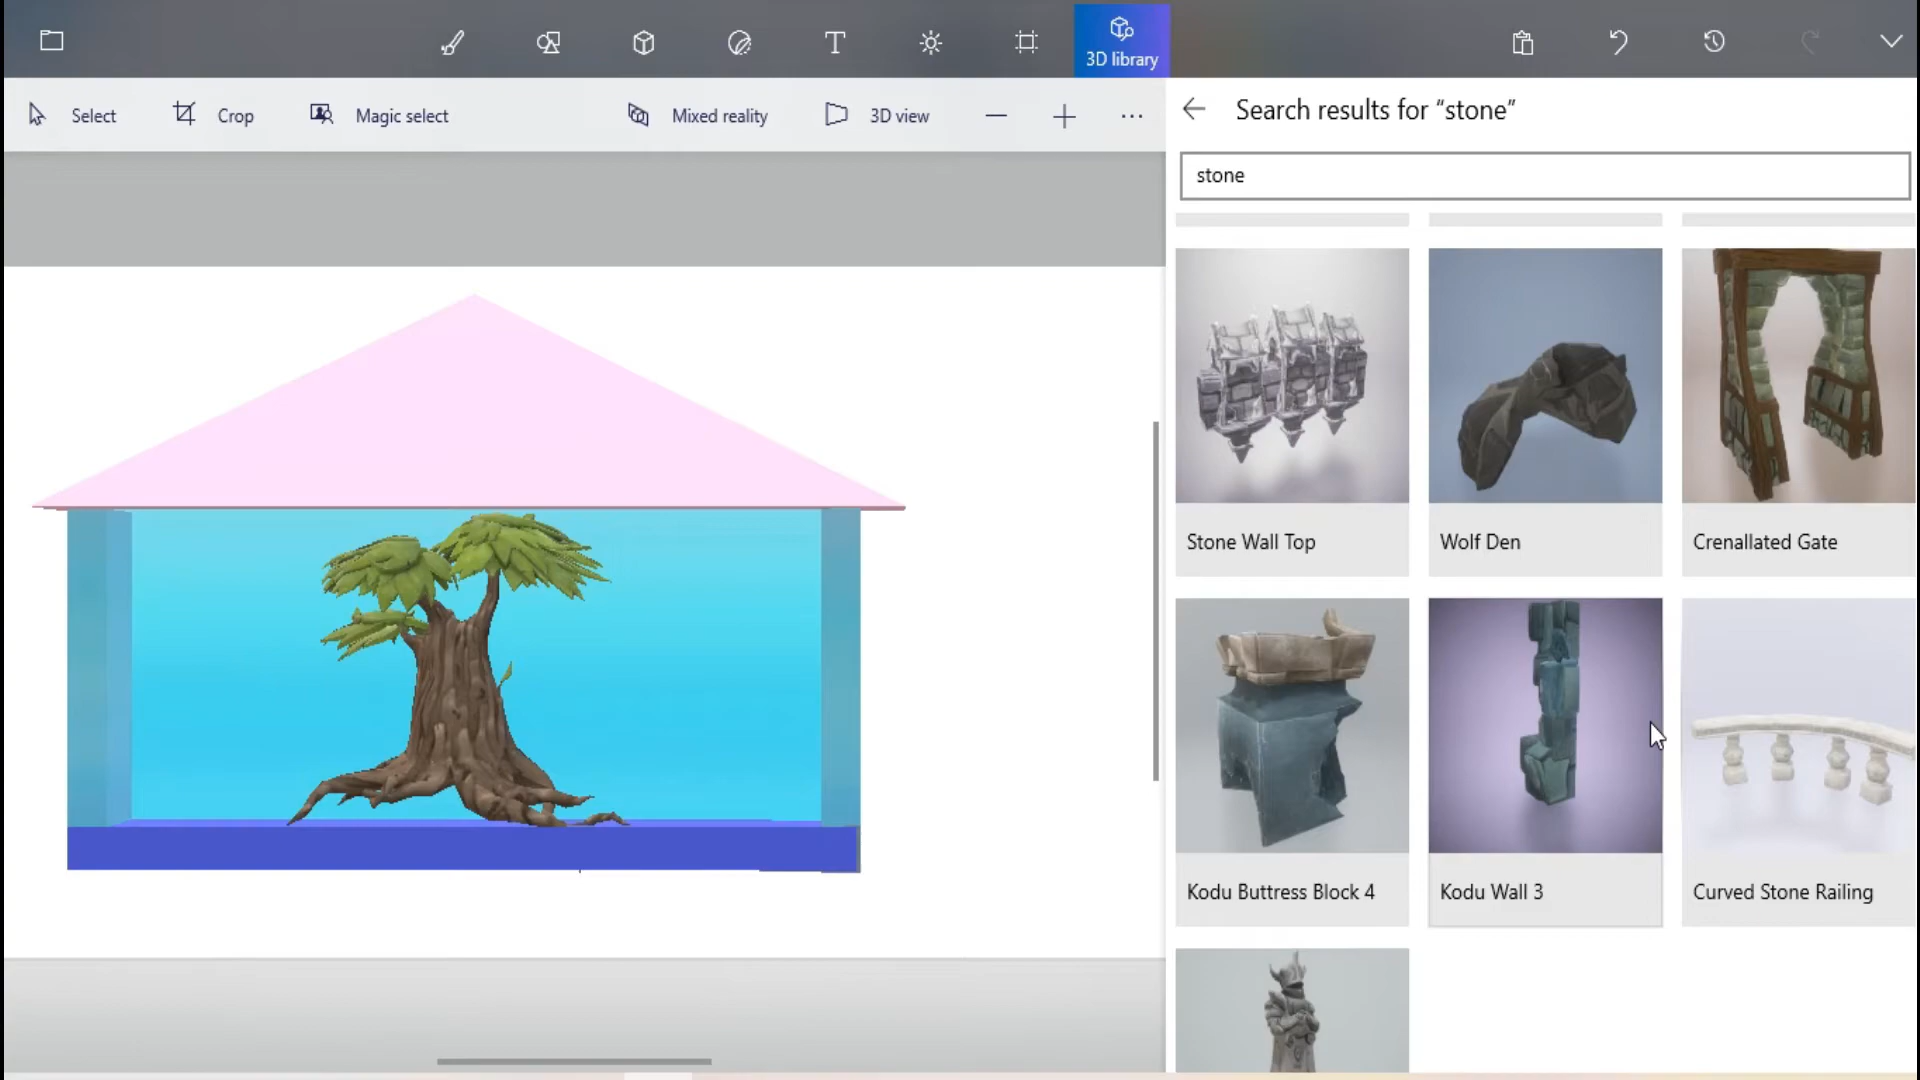 3D library
Select
Crop
Magic select
Mixed reality
3D view
Search results for “stone”
stone
Stone Wall Top
Wolf Den
Crenallated Gate
Kodu Buttress Block 4
Kodu Wall 3
Curved Stone Railing